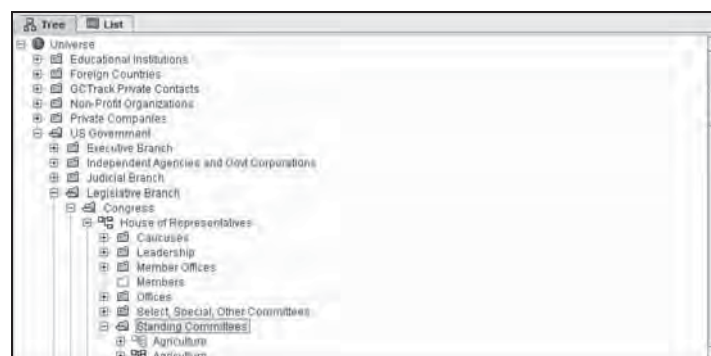 Tree List
Universe
Educational Institutions
Foreign Countries
GCTrack Private Contacts
Non-Profit Organizations
Private Companies
US Government
Executive Branch
Independent Agencies and Govt Corporations
Judicial Branch
Legislative Branch
Congress
House of Representatives
Caucuses
Leadership
Member Offices
Members
Offices
Select, Special, Other Committees
Standing Committees
Agriculture
Agriculture